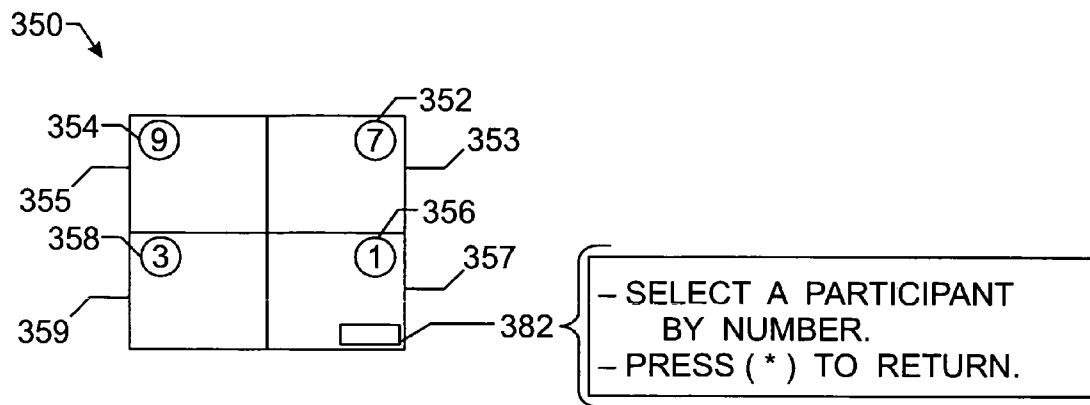 350
352
354 9 7 353
355
356
358 3 1 357
359 382
– SELECT A PARTICIPANT
BY NUMBER.
– PRESS ( * ) TO RETURN.